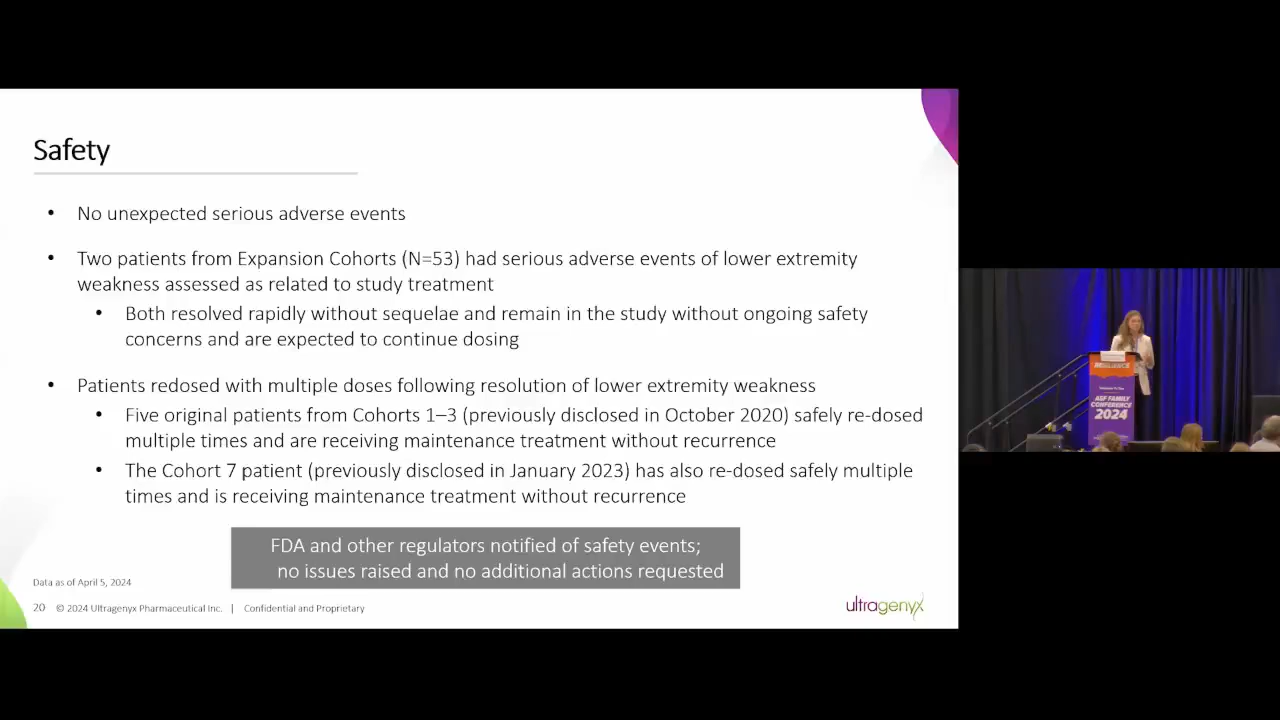 Safety
• No unexpected serious adverse events
• Two patients from Expansion Cohorts (N=53) had serious adverse events of lower extremity
weakness assessed as related to study treatment
• Both resolved rapidly without sequelae and remain in the study without ongoing safety
concerns and are expected to continue dosing
• Patients redosed with multiple doses following resolution of lower extremity weakness
• Five original patients from Cohorts 1–3 (previously disclosed in October 2020) safely re-dosed
multiple times and are receiving maintenance treatment without recurrence
• The Cohort 7 patient (previously disclosed in January 2023) has also re-dosed safely multiple
times and is receiving maintenance treatment without recurrence
FDA and other regulators notified of safety events;
no issues raised and no additional actions requested
Data as of April 5, 2024
20 © 2024 Ultragenyx Pharmaceutical Inc. | Confidential and Proprietary
ultragenyx
FAMILY
CONFERENCE
2024